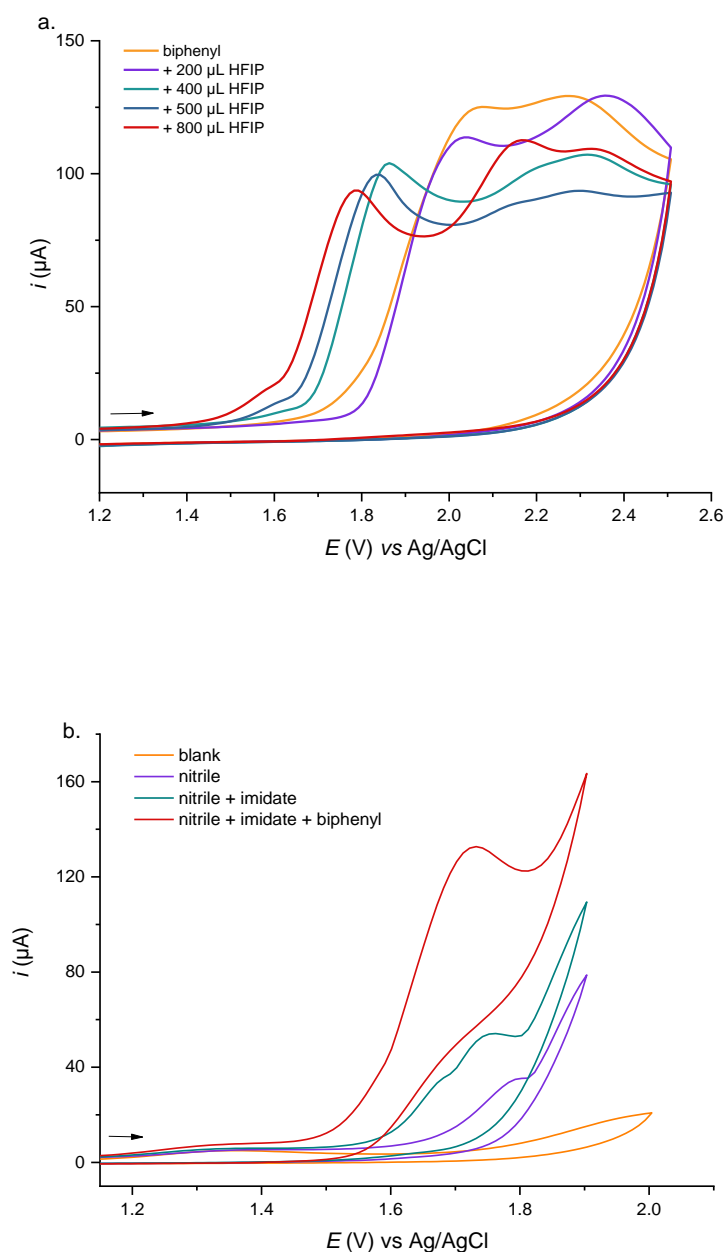 a.
150
biphenyl
+ 200 µL HFIP
+ 400 µL HFIP
+ 500 µL HFIP
+ 800 µL HFIP
100
i (µA)
50
0
1.2 1.4 1.6 1.8 2.0 2.2 2.4 2.6
E (V) vs Ag/AgCl
b.
blank
nitrile
nitrile + imidate
nitrile + imidate + biphenyl
160
120
i (µA)
80
40
0
1.2 1.4 1.6 1.8 2.0
E (V) vs Ag/AgCl